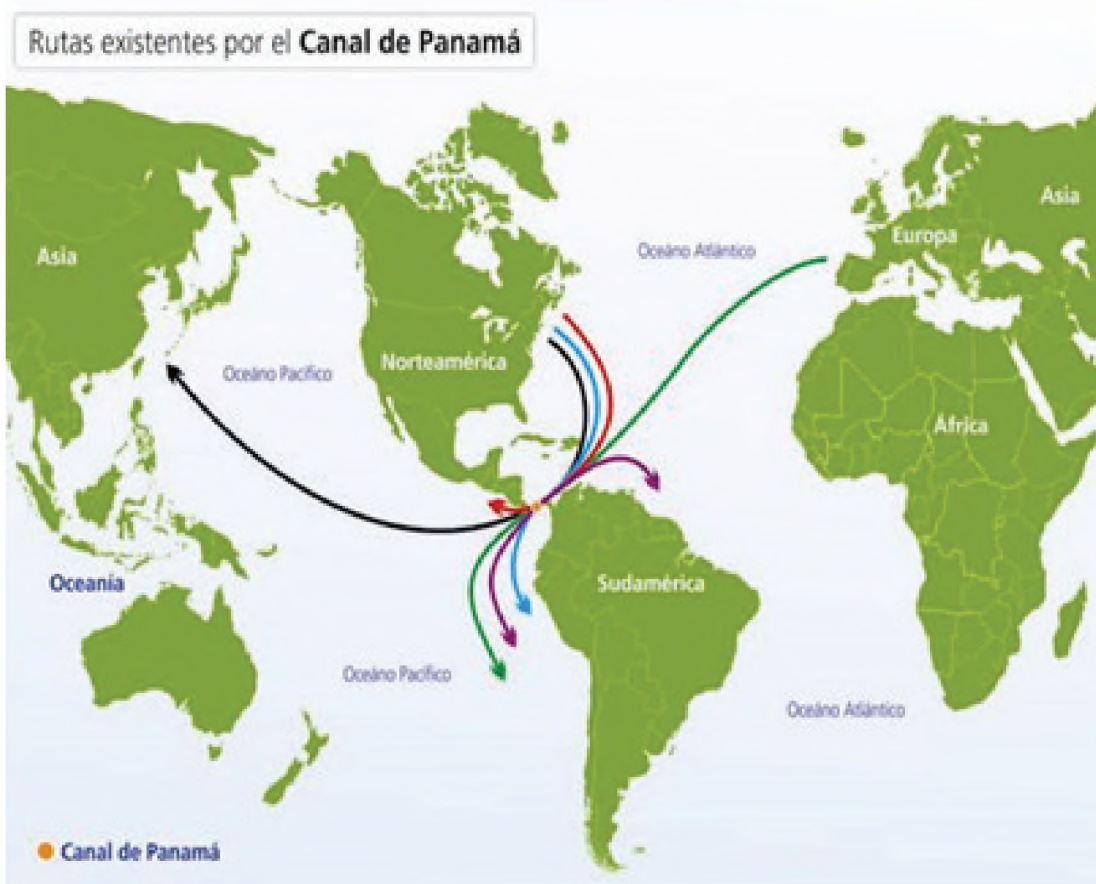 Rutas existentes por el Canal de Panamá
Asia
Europa
Océano Atlántico
Asia
Océano Pacífico
Norteamérica
África
Oceanía
Sudamérica
Océano Pacífico
Océano Atlántico
Canal de Panamá